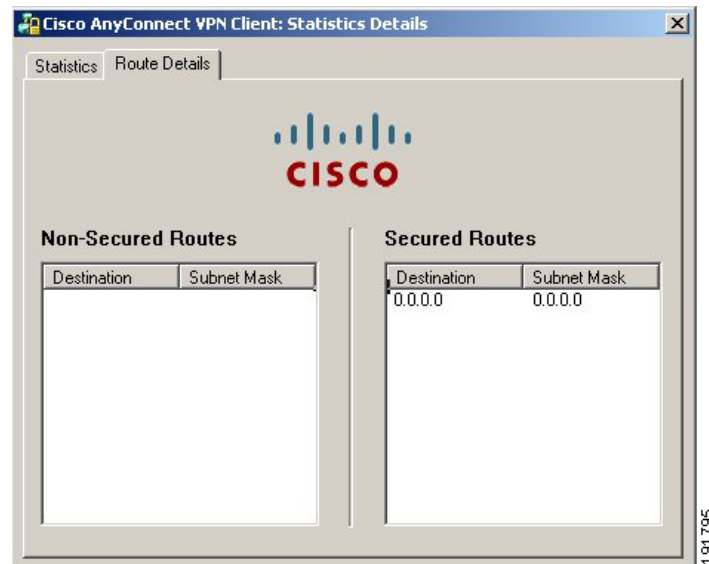 Cisco AnyConnect VPN Client: Statistics Details
Statistics Route Details
CISCO
Non-Secured Routes
Destination Subnet Mask
Secured Routes
Destination Subnet Mask
0.0.0.0 0.0.0.0
191795